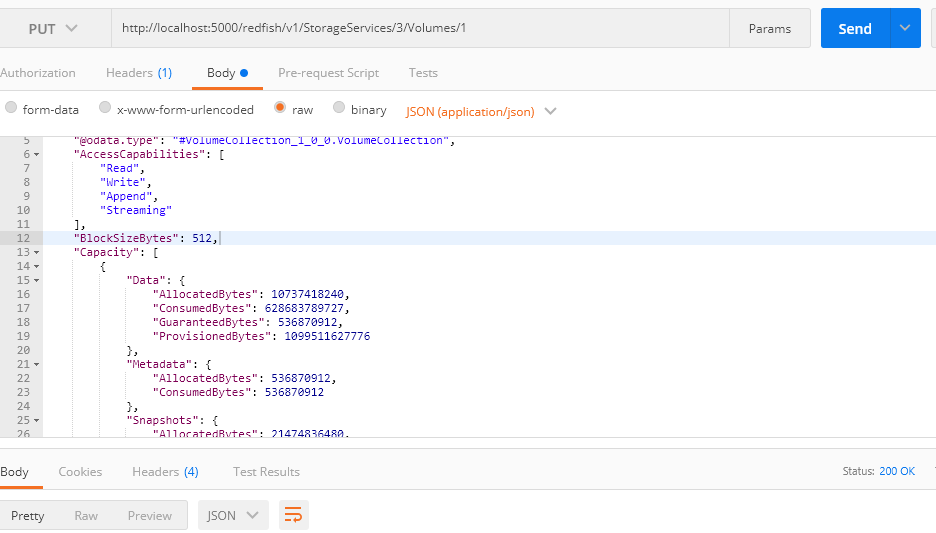 PUT http://localhost:5000/redfish/v1/StorageServices/3/Volumes/1 Params Send
Authorization Headers (1) Body Pre-request Script Tests
form-data x-www-form-urlencoded raw binary JSON (application/json)
5 "@odata.type": "#VolumeCollection_1_0_0.VolumeCollection",
6 "AccessCapabilities": [
7 "Read",
8 "Write",
9 "Append",
10 "Streaming"
11 ],
12 "BlockSizeBytes": 512,
13 "Capacity": [
14 {
15 "Data": {
16 "AllocatedBytes": 10737418240,
17 "ConsumedBytes": 628683789727,
18 "GuaranteedBytes": 536870912,
19 "ProvisionedBytes": 1099511627776
20 },
21 "Metadata": {
22 "AllocatedBytes": 536870912,
23 "ConsumedBytes": 536870912
24 },
25 "Snapshots": {
26 "AllocatedBytes": 21474836480,
Body Cookies Headers (4) Test Results Status: 200 OK
Pretty Raw Preview JSON